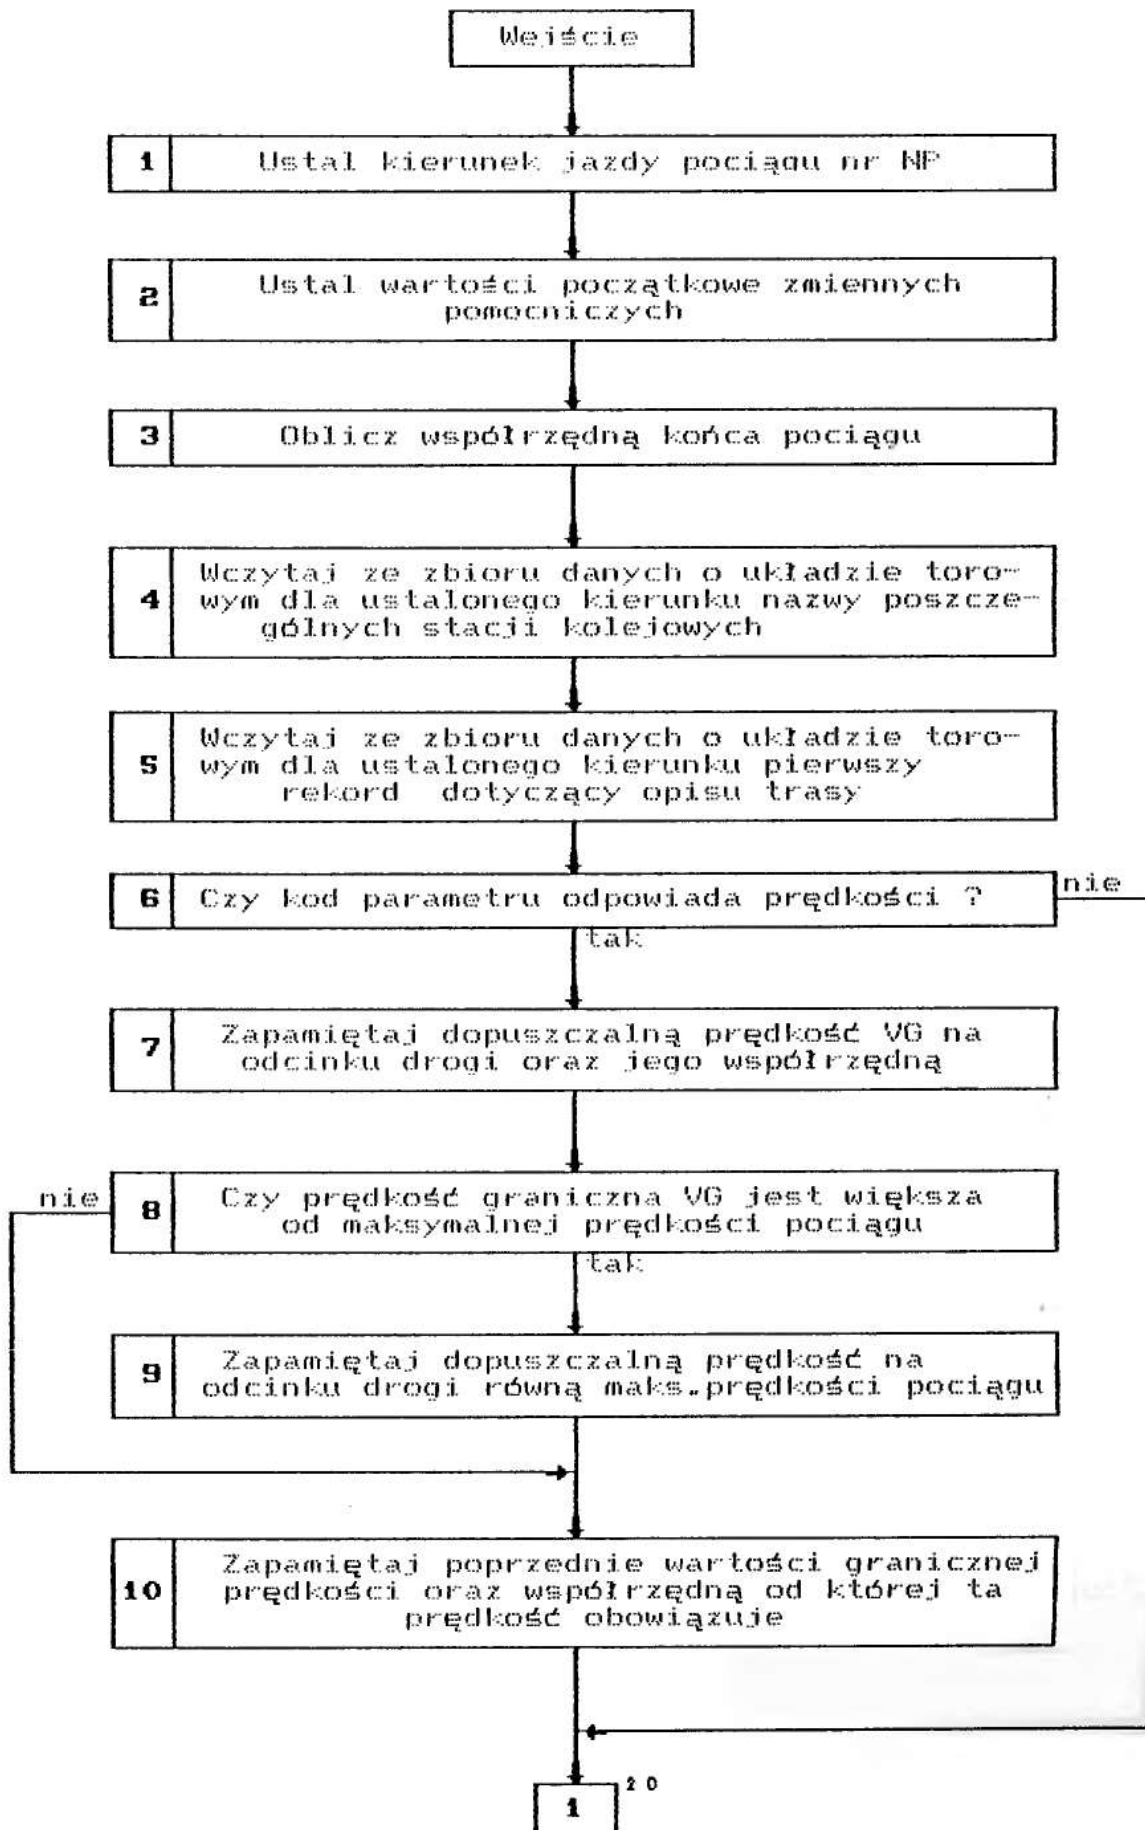 Wejście
1 Ustal kierunek jazdy pociągu nr NP
2 Ustal wartości początkowe zmiennych
pomocniczych
3 Oblicz współrzędną końca pociągu
Wczytaj ze zbioru danych o układzie toro-
4 wym dla ustalonego kierunku nazwy poszcze-
gólnych stacji kolejowych
Wczytaj ze zbioru danych o układzie toro-
5 wym dla ustalonego kierunku pierwszy
rekord dotyczący opisu trasy
6 Czy kod parametru odpowiada prędkości ? nie
tak
7 Zapamiętaj dopuszczalną prędkość VG na
odcinku drogi oraz jego współrzędną
nie 8 Czy prędkość graniczna VG jest większa
od maksymalnej prędkości pociągu
tak
9 Zapamiętaj dopuszczalną prędkość na
odcinku drogi równą maks.prędkości pociągu
Zapamiętaj poprzednie wartości granicznej
10 prędkości oraz współrzędną od której ta
prędkość obowiązuje
20
1